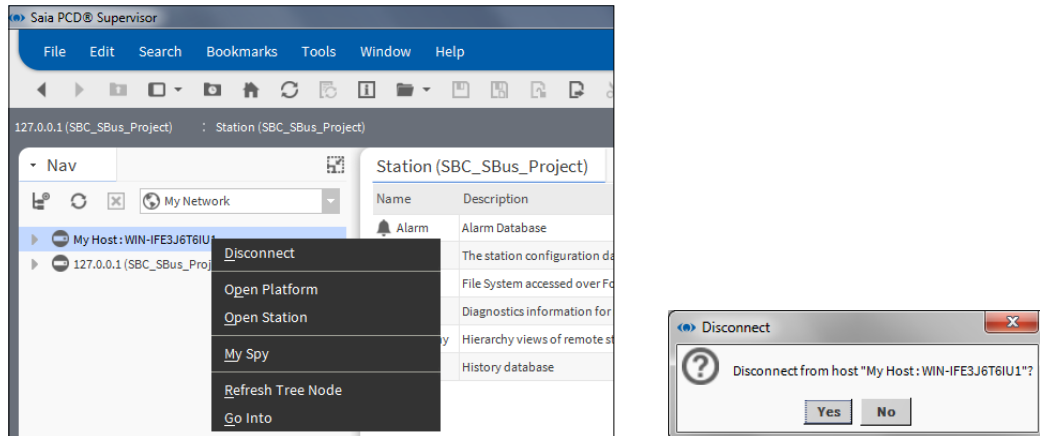 Saia PCD® Supervisor
File Edit Search Bookmarks Tools Window Help
127.0.0.1 (SBC_SBus_Project) : Station (SBC_SBus_Project)
Nav
My Network
My Host : WIN-IFE3J6T6IU1
127.0.0.1 (SBC_SBus_Proj
Disconnect
Open Platform
Open Station
My Spy
Refresh Tree Node
Go Into
Station (SBC_SBus_Project)
Name Description
Alarm Alarm Database
The station configuration da
File System accessed over Fo
Diagnostics information for
y Hierarchy views of remote st
History database
Disconnect
Disconnect from host "My Host : WIN-IFE3J6T6IU1"?
Yes No